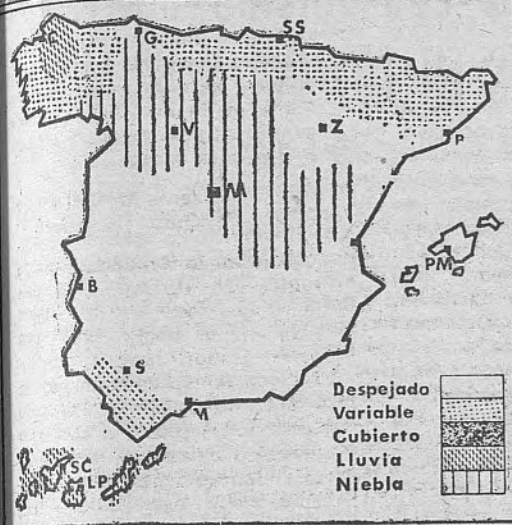 C
G
SS
V
Z
P
M
PM
B
S
M
SC
LP
Despejado
Variable
Cubierto
Lluvia
Niebla